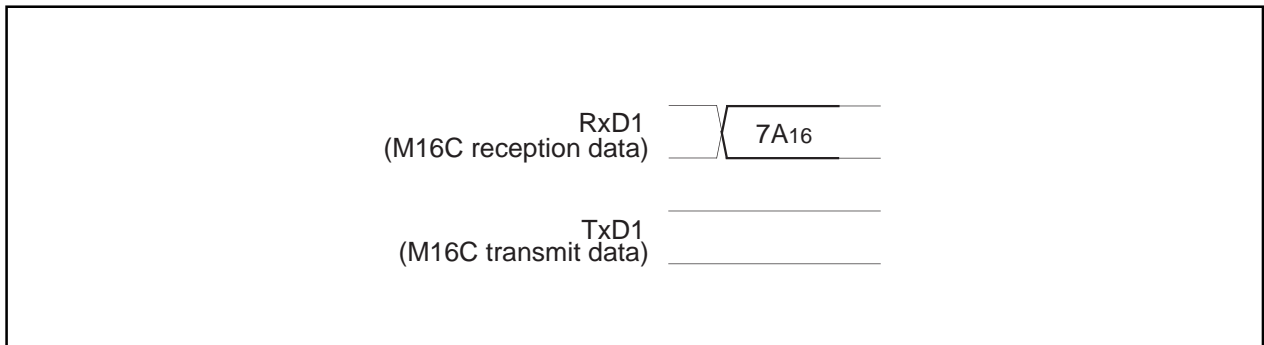 RxD1
(M16C reception data)
7A16
TxD1
(M16C transmit data)